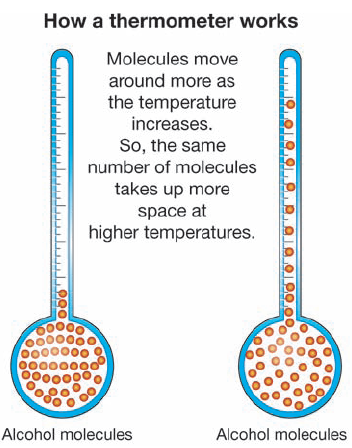 How a thermometer works
Molecules move
around more as
the temperature
increases.
So, the same
number of molecules
takes up more
space at
higher temperatures.
Alcohol molecules
Alcohol molecules